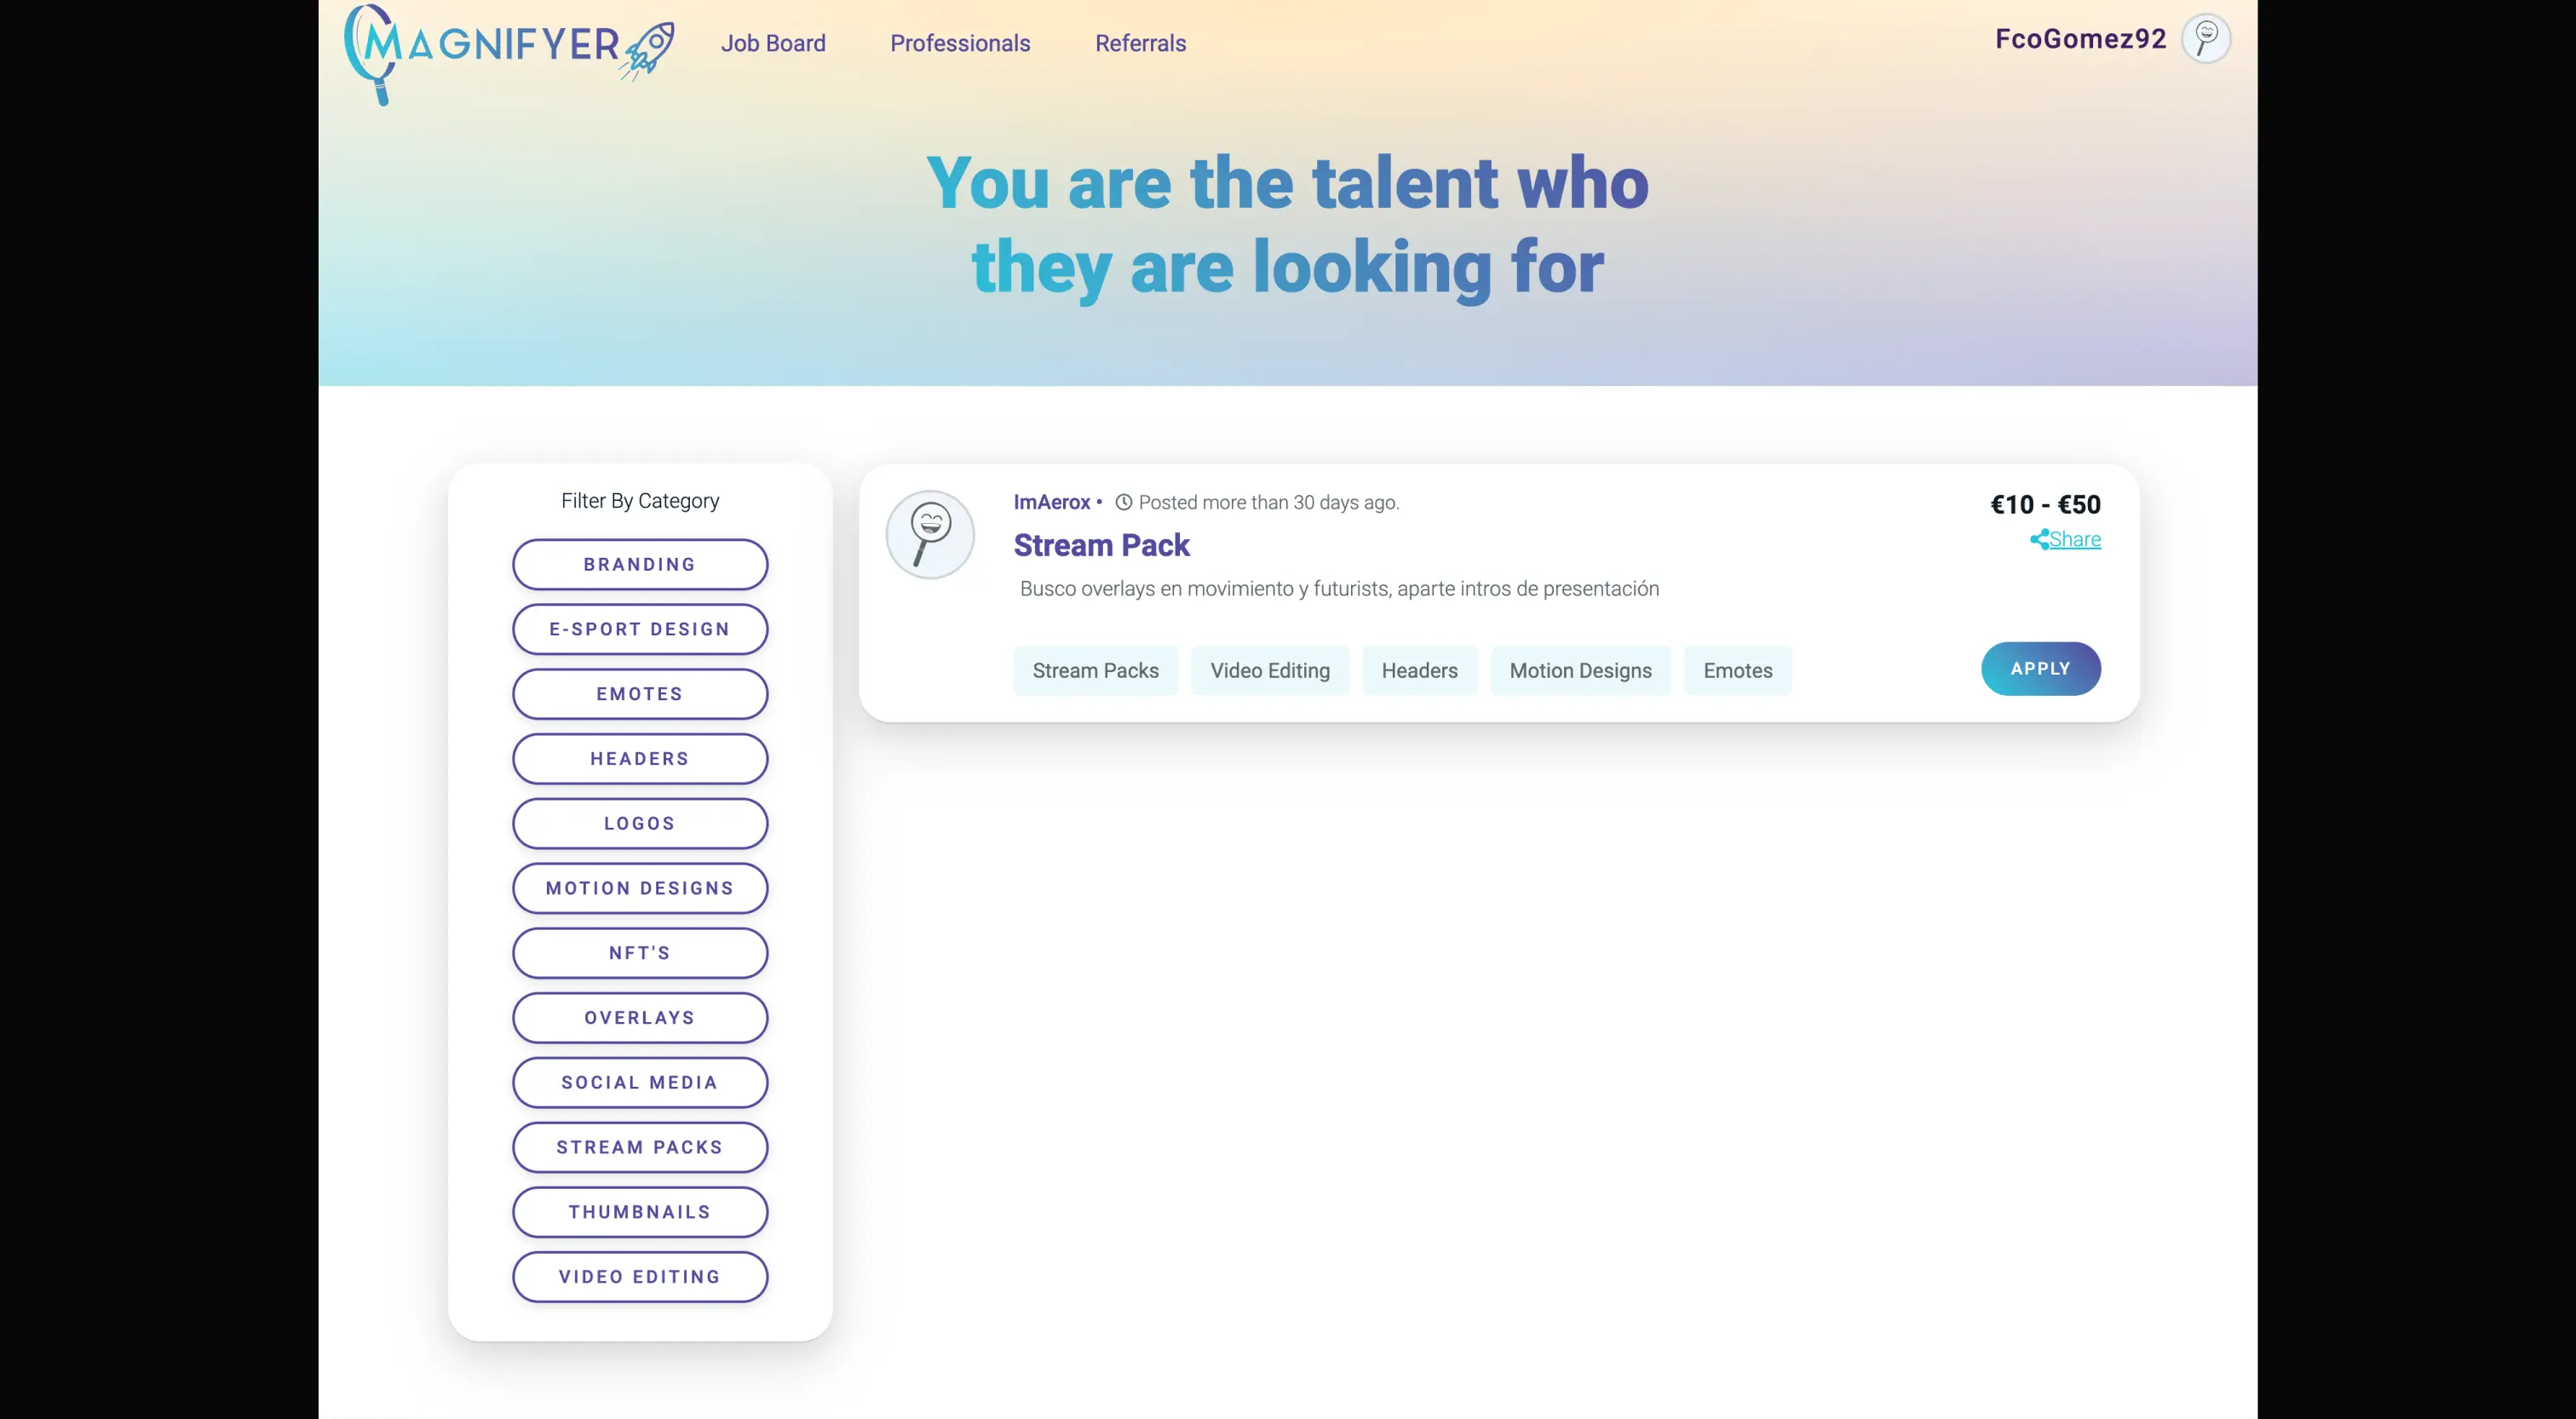 MAGNIFYER
Job Board
Professionals
Referrals
FcoGomez92
You are the talent who
they are looking for
Filter By Category
BRANDING
E-SPORT DESIGN
EMOTES
HEADERS
LOGOS
MOTION DESIGNS
NFT'S
OVERLAYS
SOCIAL MEDIA
STREAM PACKS
THUMBNAILS
VIDEO EDITING
ImAerox • Posted more than 30 days ago.
€10 - €50
Stream Pack
Share
Busco overlays en movimiento y futurists, aparte intros de presentación
Stream Packs
Video Editing
Headers
Motion Designs
Emotes
APPLY